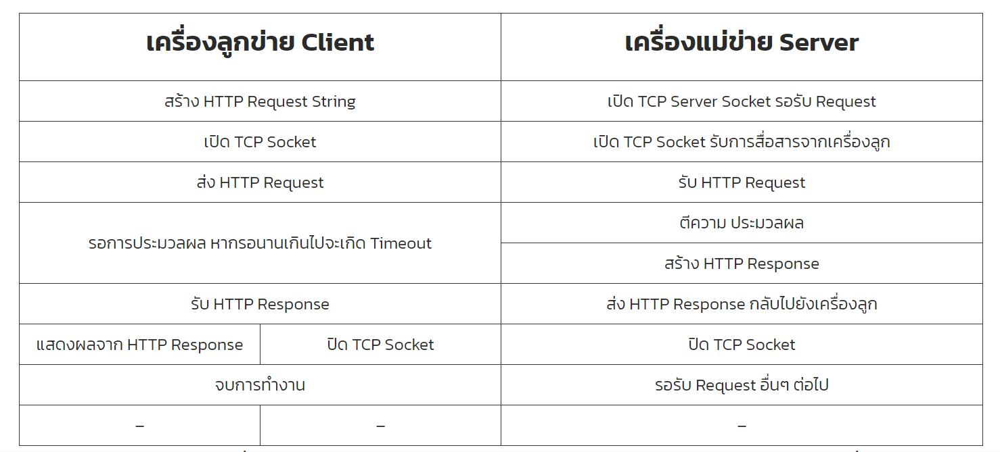 เครื่องลูกข่าย Client เครื่องแม่ข่าย Server
สร้าง HTTP Request String เปิด TCP Server Socket รอรับ Request
เปิด TCP Socket เปิด TCP Socket รับการสื่อสารจากเครื่องลูก
ส่ง HTTP Request รับ HTTP Request
รอการประมวลผล หากรอนานเกินไปจะเกิด Timeout ตีความ ประมวลผล
สร้าง HTTP Response
รับ HTTP Response ส่ง HTTP Response กลับไปยังเครื่องลูก
แสดงผลจาก HTTP Response ปิด TCP Socket ปิด TCP Socket
จบการทำงาน รอรับ Request อื่นๆ ต่อไป
– – –